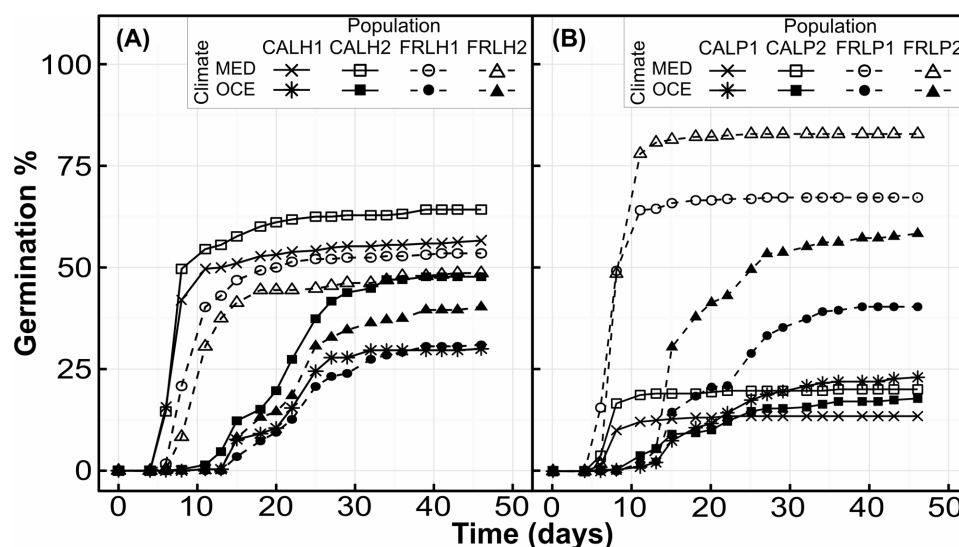 (A)
Population
CALH1 CALH2 FRLH1 FRLH2
Climate
MED
OCE
(B)
Population
CALP1 CALP2 FRLP1 FRLP2
Climate
MED
OCE
Germination %
100
75
50
25
0
0 10 20 30 40 50
0 10 20 30 40 50
Time (days)